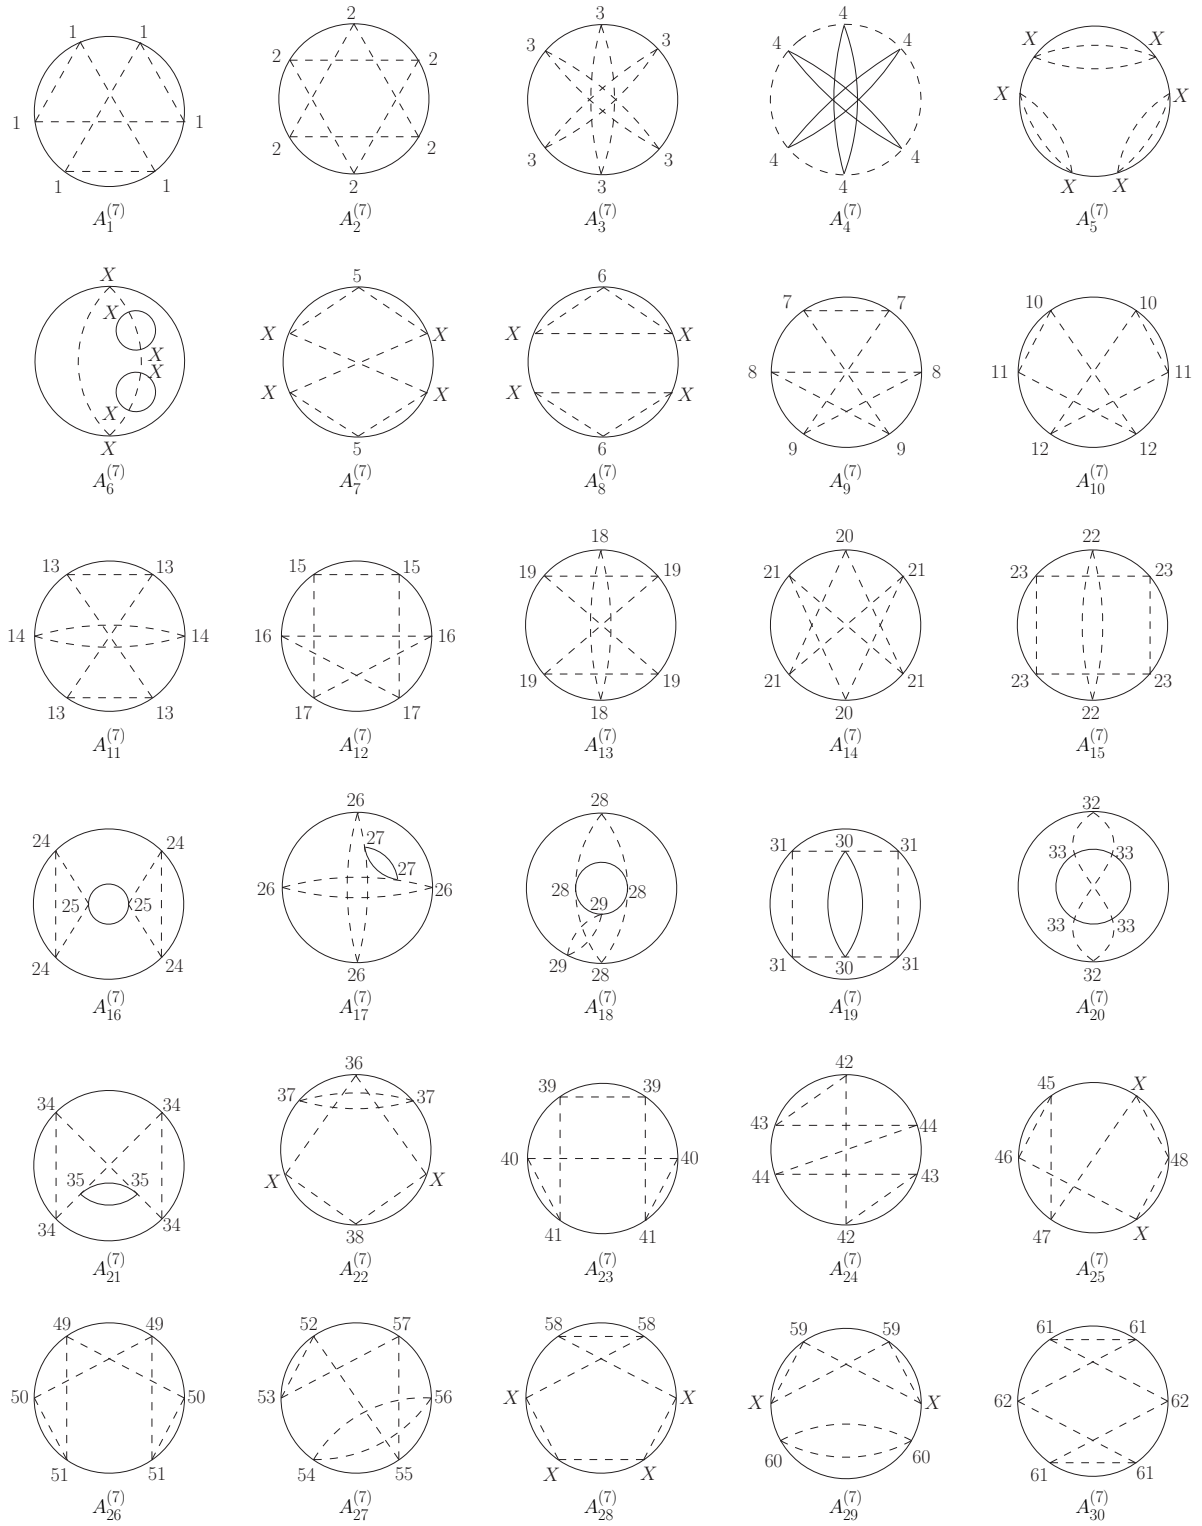 1 1
1 1
1 1
A_1^{(7)}
2
2 2
2 2
2
A_2^{(7)}
3
3 3
3 3
3
A_3^{(7)}
4
4 4
4 4
4
A_4^{(7)}
X X
X X
X X
A_5^{(7)}
X
X
X
X
X
X
A_6^{(7)}
5
X X
X X
5
A_7^{(7)}
6
X X
X X
6
A_8^{(7)}
7 7
8 8
9 9
A_9^{(7)}
10 10
11 11
12 12
A_{10}^{(7)}
13 13
14 14
13 13
A_{11}^{(7)}
15 15
16 16
17 17
A_{12}^{(7)}
18
19 19
19 19
18
A_{13}^{(7)}
20
21 21
21 21
20
A_{14}^{(7)}
22
23 23
23 23
22
A_{15}^{(7)}
24 24
25 25
24 24
A_{16}^{(7)}
26
27
27
26 26
26
A_{17}^{(7)}
28
28 28
29
29 28
A_{18}^{(7)}
31 30 31
31 30 31
A_{19}^{(7)}
32
33 33
33 33
32
A_{20}^{(7)}
34 34
35 35
34 34
A_{21}^{(7)}
36
37 37
X X
38
A_{22}^{(7)}
39 39
40 40
41 41
A_{23}^{(7)}
42
43 44
44 43
42
A_{24}^{(7)}
45 X
46 48
47 X
A_{25}^{(7)}
49 49
50 50
51 51
A_{26}^{(7)}
52 57
53 56
54 55
A_{27}^{(7)}
58 58
X X
X X
A_{28}^{(7)}
59 59
X X
60 60
A_{29}^{(7)}
61 61
62 62
61 61
A_{30}^{(7)}